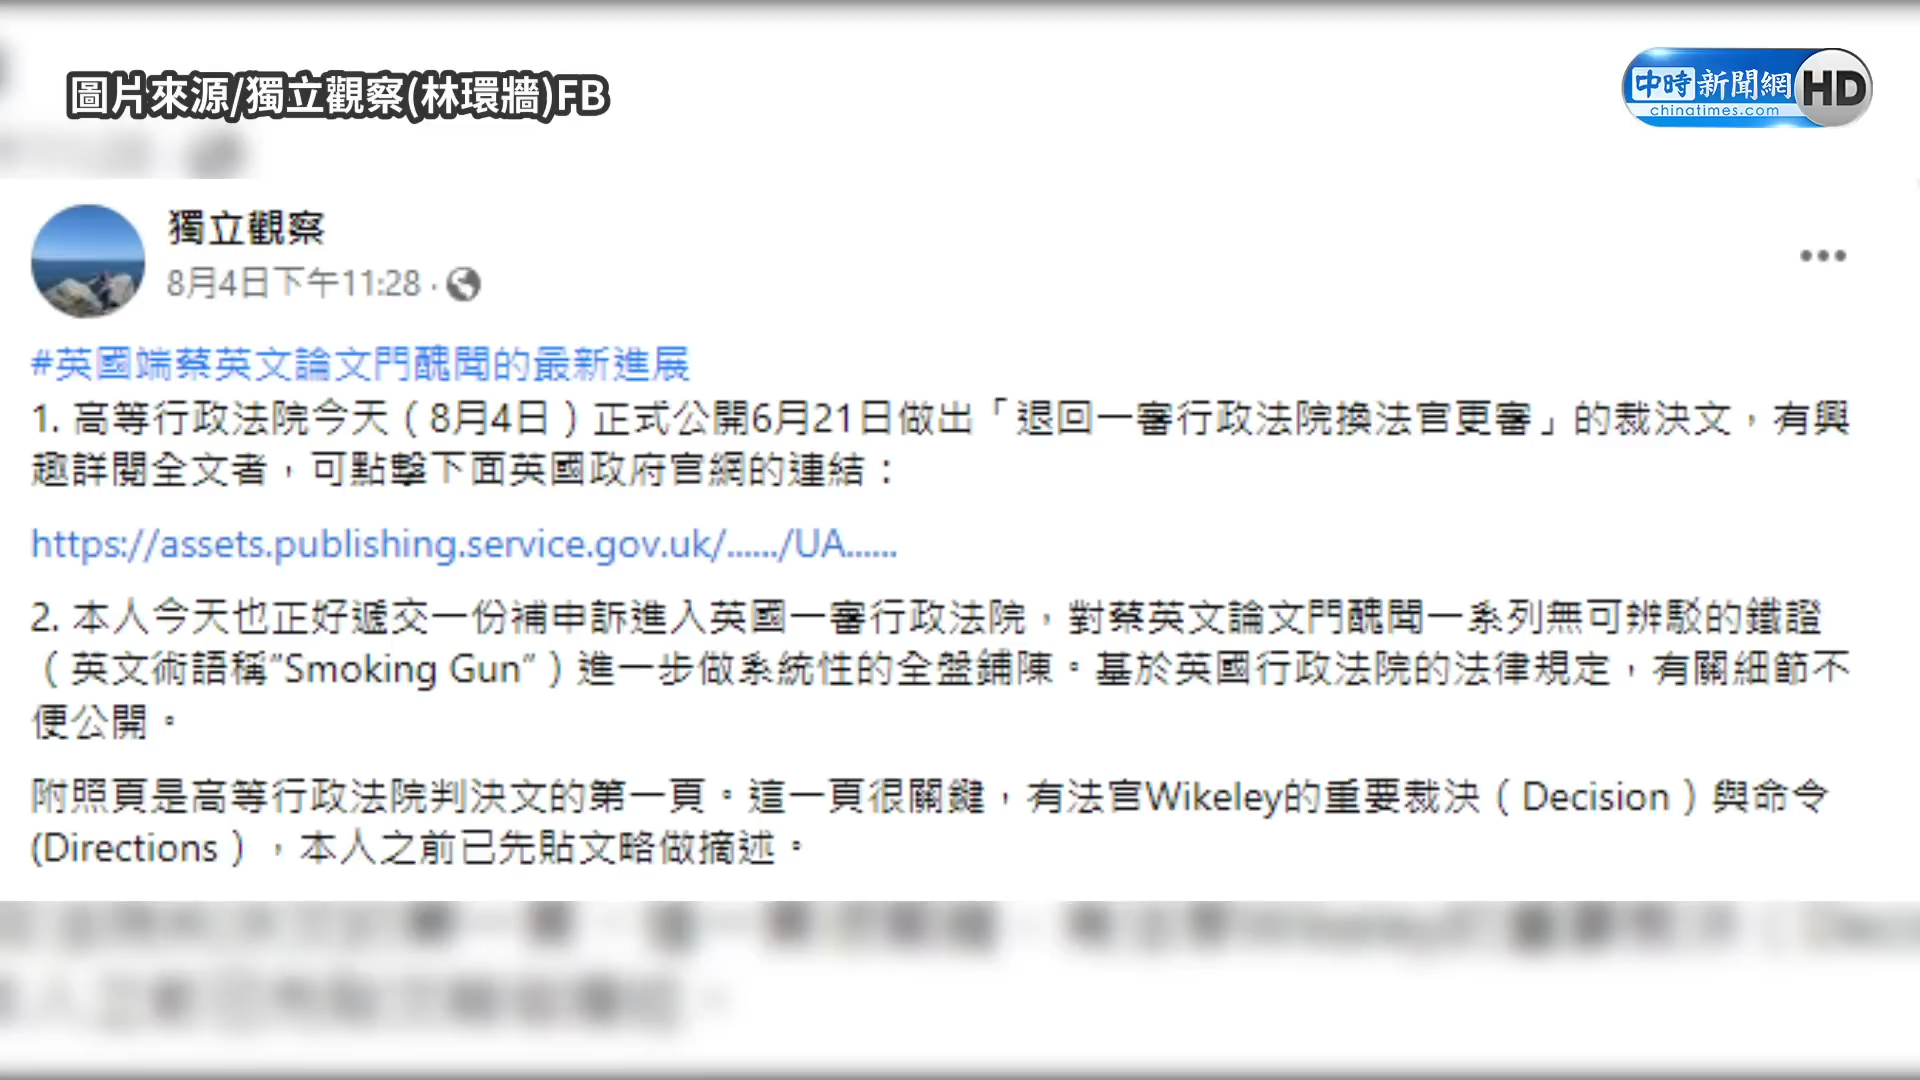 圖片來源/獨立觀察(林環牆)FB
中時新聞網HD
chinatimes.com
獨立觀察
8月4日下午11:28 ·
#英國端蔡英文論文門醜聞的最新進展
1. 高等行政法院今天（8月4日）正式公開6月21日做出「退回一審行政法院換法官更審」的裁決文，有興
趣詳閱全文者，可點擊下面英國政府官網的連結：
https://assets.publishing.service.gov.uk/....../UA......
2. 本人今天也正好遞交一份補申訴進入英國一審行政法院，對蔡英文論文門醜聞一系列無可辨駁的鐵證
（英文術語稱"Smoking Gun"）進一步做系統性的全盤鋪陳。基於英國行政法院的法律規定，有關細節不
便公開。
附照頁是高等行政法院判決文的第一頁。這一頁很關鍵，有法官Wikeley的重要裁決（Decision）與命令
(Directions），本人之前已先貼文略做摘述。